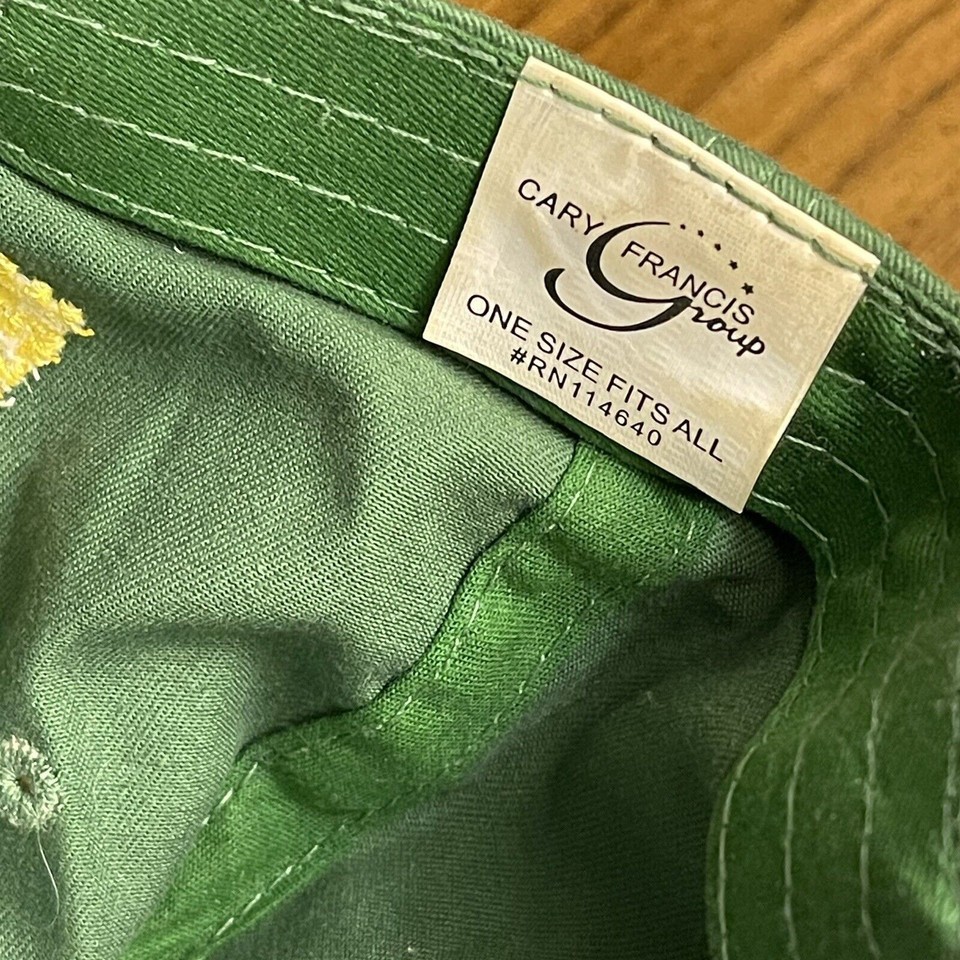 CARY FRANCIS
Group
ONE SIZE FITS ALL
#RN114640